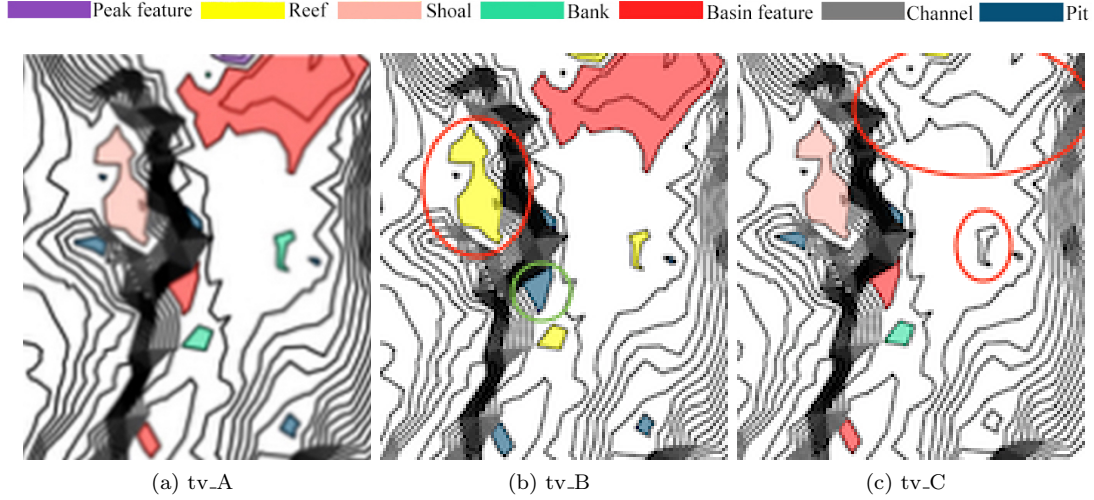 Peak feature Reef Shoal Bank Basin feature Channel Pit
(a) tv_A (b) tv_B (c) tv_C